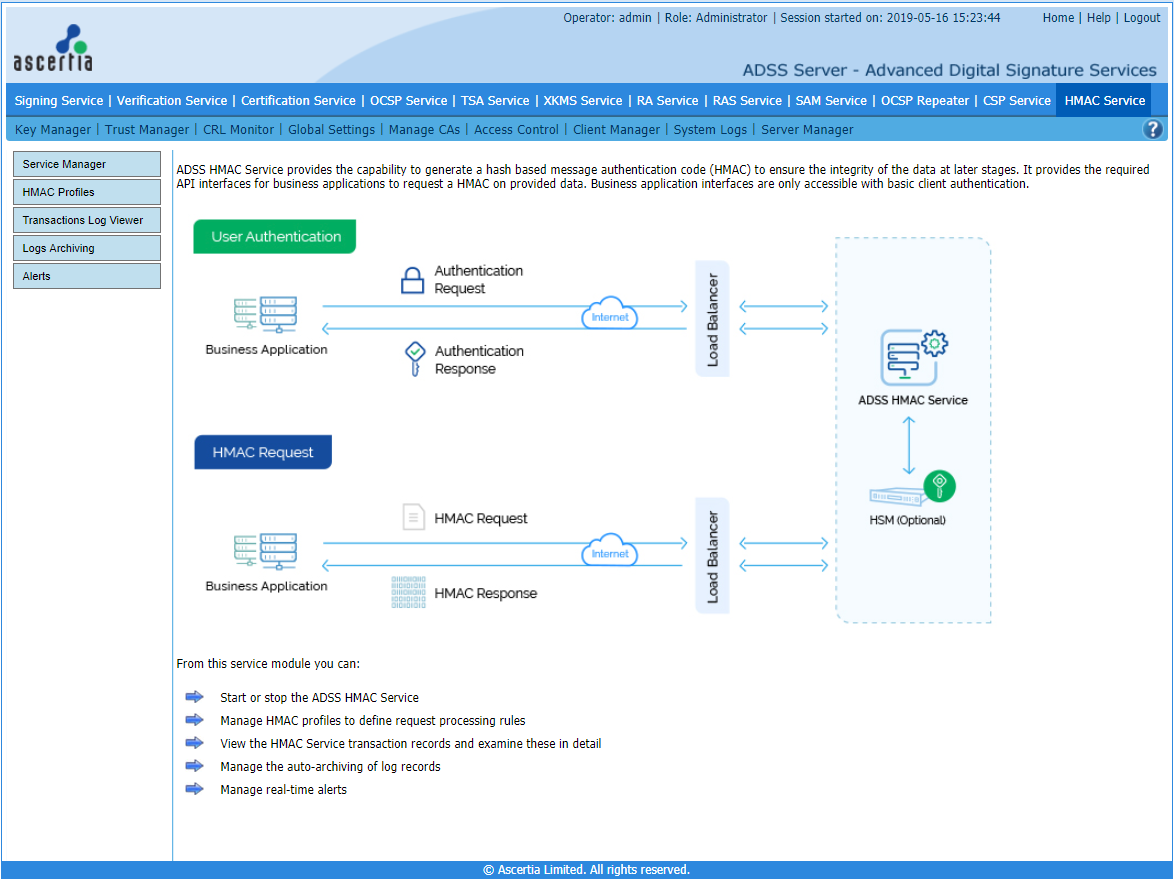 Operator: admin | Role: Administrator | Session started on: 2019-05-16 15:23:44 Home | Help | Logout
ascertia
ADSS Server - Advanced Digital Signature Services
Signing Service | Verification Service | Certification Service | OCSP Service | TSA Service | XKMS Service | RA Service | RAS Service | SAM Service | OCSP Repeater | CSP Service HMAC Service
Key Manager | Trust Manager | CRL Monitor | Global Settings | Manage CAs | Access Control | Client Manager | System Logs | Server Manager ?
Service Manager
HMAC Profiles
Transactions Log Viewer
Logs Archiving
Alerts
ADSS HMAC Service provides the capability to generate a hash based message authentication code (HMAC) to ensure the integrity of the data at later stages. It provides the required
API interfaces for business applications to request a HMAC on provided data. Business application interfaces are only accessible with basic client authentication.
User Authentication
Authentication
Request
Internet
Business Application
Authentication
Response
Load Balancer
ADSS HMAC Service
HSM (Optional)
HMAC Request
HMAC Request
Internet
Business Application
HMAC Response
Load Balancer
From this service module you can:
Start or stop the ADSS HMAC Service
Manage HMAC profiles to define request processing rules
View the HMAC Service transaction records and examine these in detail
Manage the auto-archiving of log records
Manage real-time alerts
© Ascertia Limited. All rights reserved.